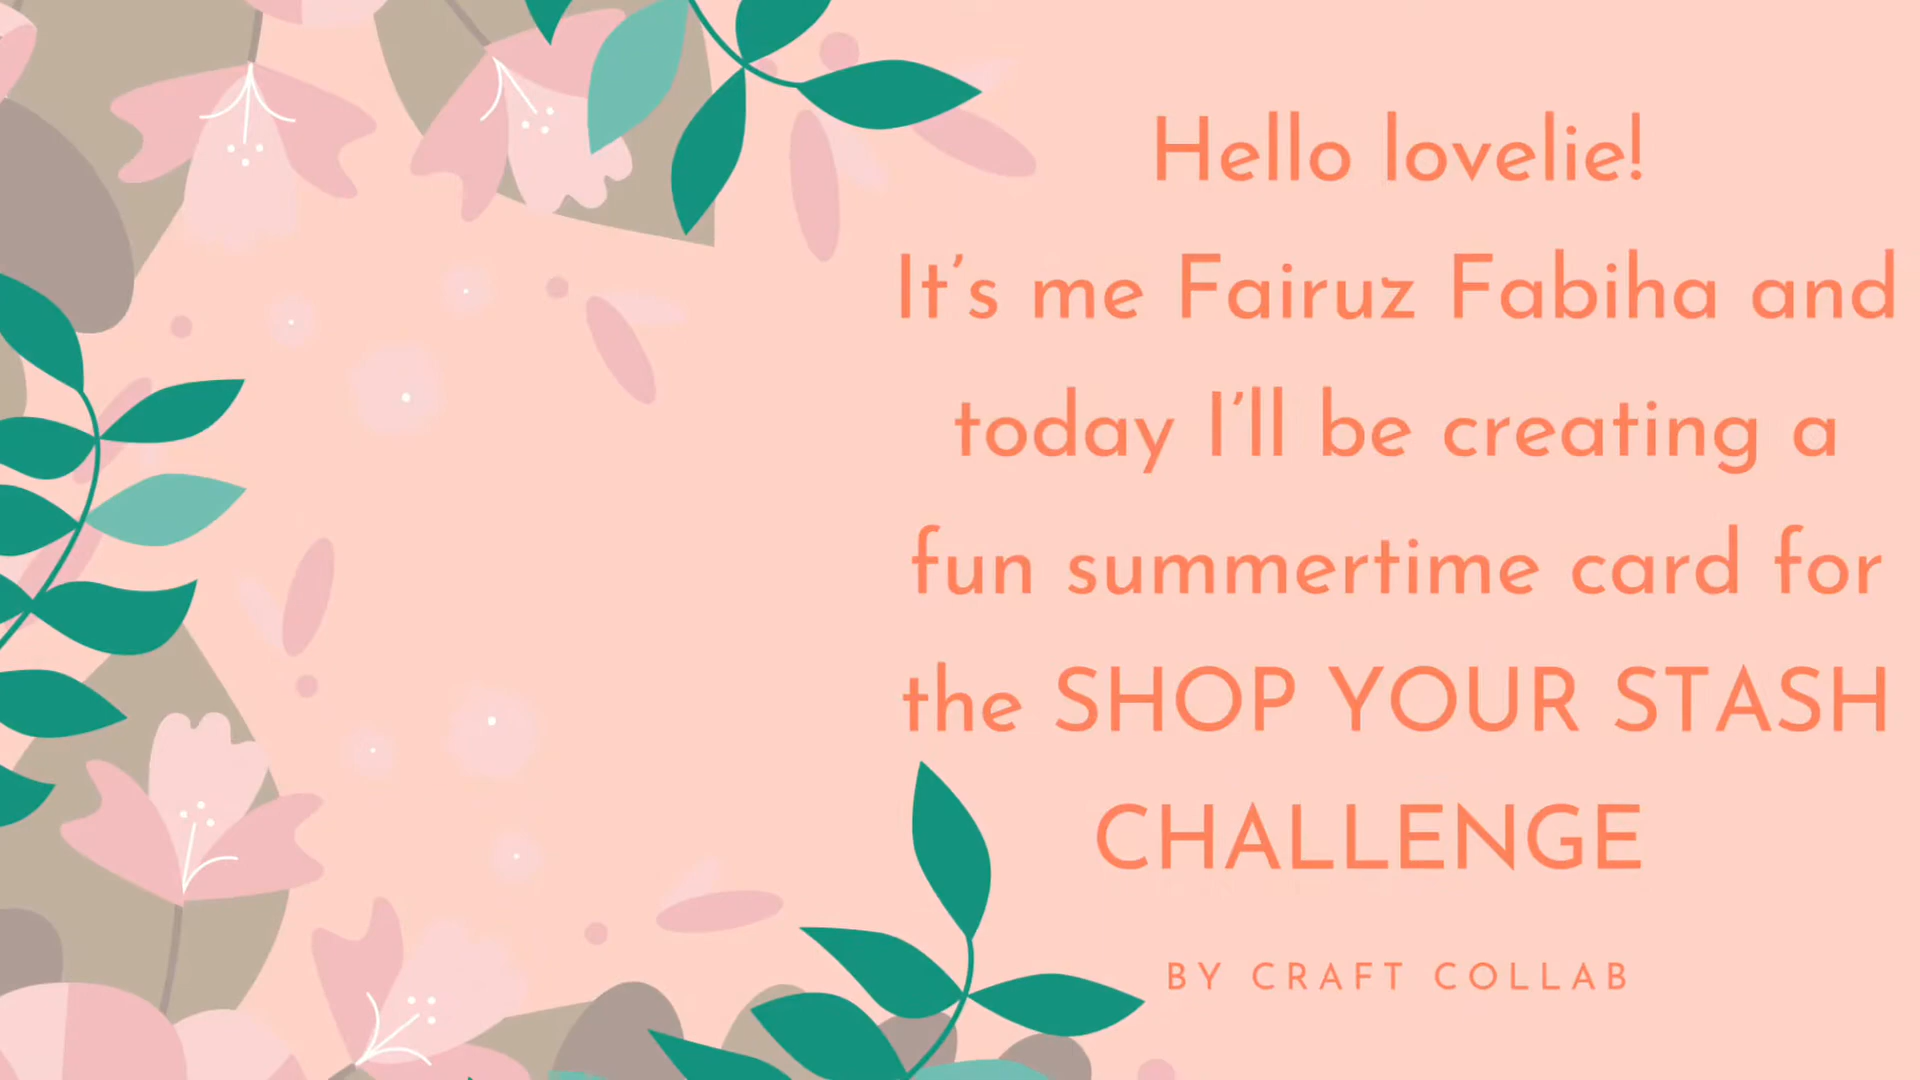 Hello lovelie!
It’s me Fairuz Fabiha and
today I’ll be creating a
fun summertime card for
the SHOP YOUR STASH
CHALLENGE
BY CRAFT COLLAB